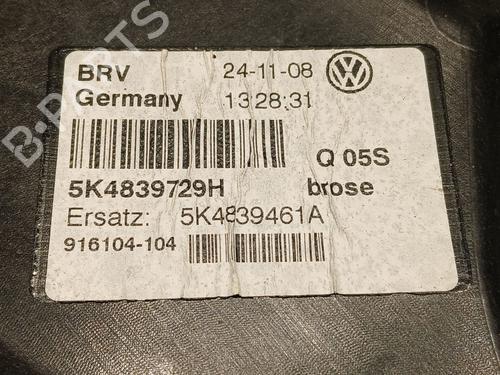 BRV 24-11-08
Germany 13:28:31
Q 05S
5K4839729H brose
Ersatz: 5K4839461A
916104-104
B-PARTS